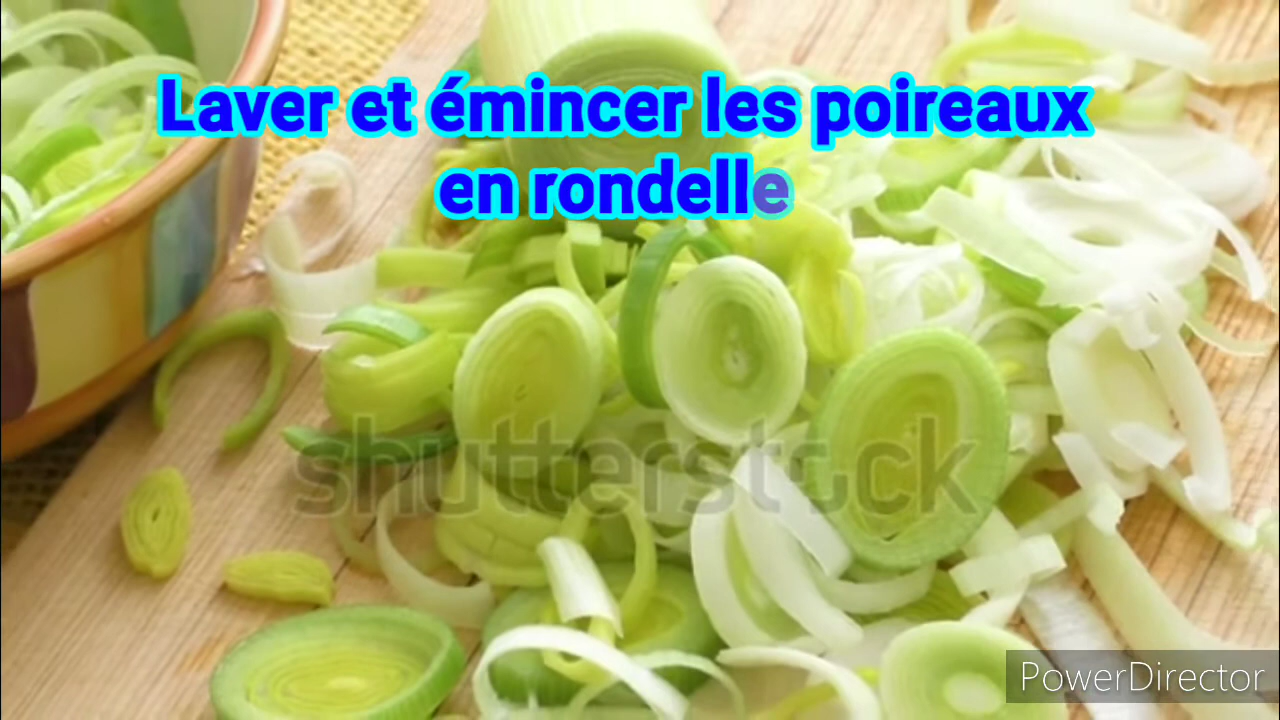 Laver et émincer les poireaux
en rondelle
shutterstock
PowerDirector